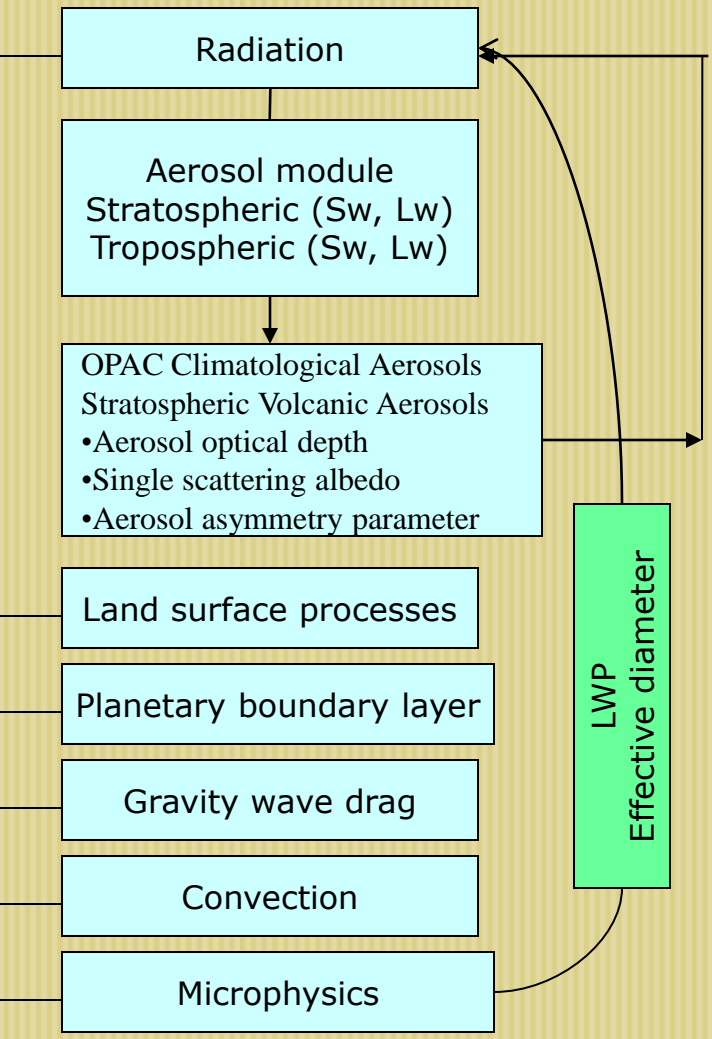 Radiation
Aerosol module
Stratospheric (Sw, Lw)
Tropospheric (Sw, Lw)
OPAC Climatological Aerosols
Stratospheric Volcanic Aerosols
•Aerosol optical depth
•Single scattering albedo
•Aerosol asymmetry parameter
Land surface processes
Planetary boundary layer
Gravity wave drag
Convection
Microphysics
LWP
Effective diameter